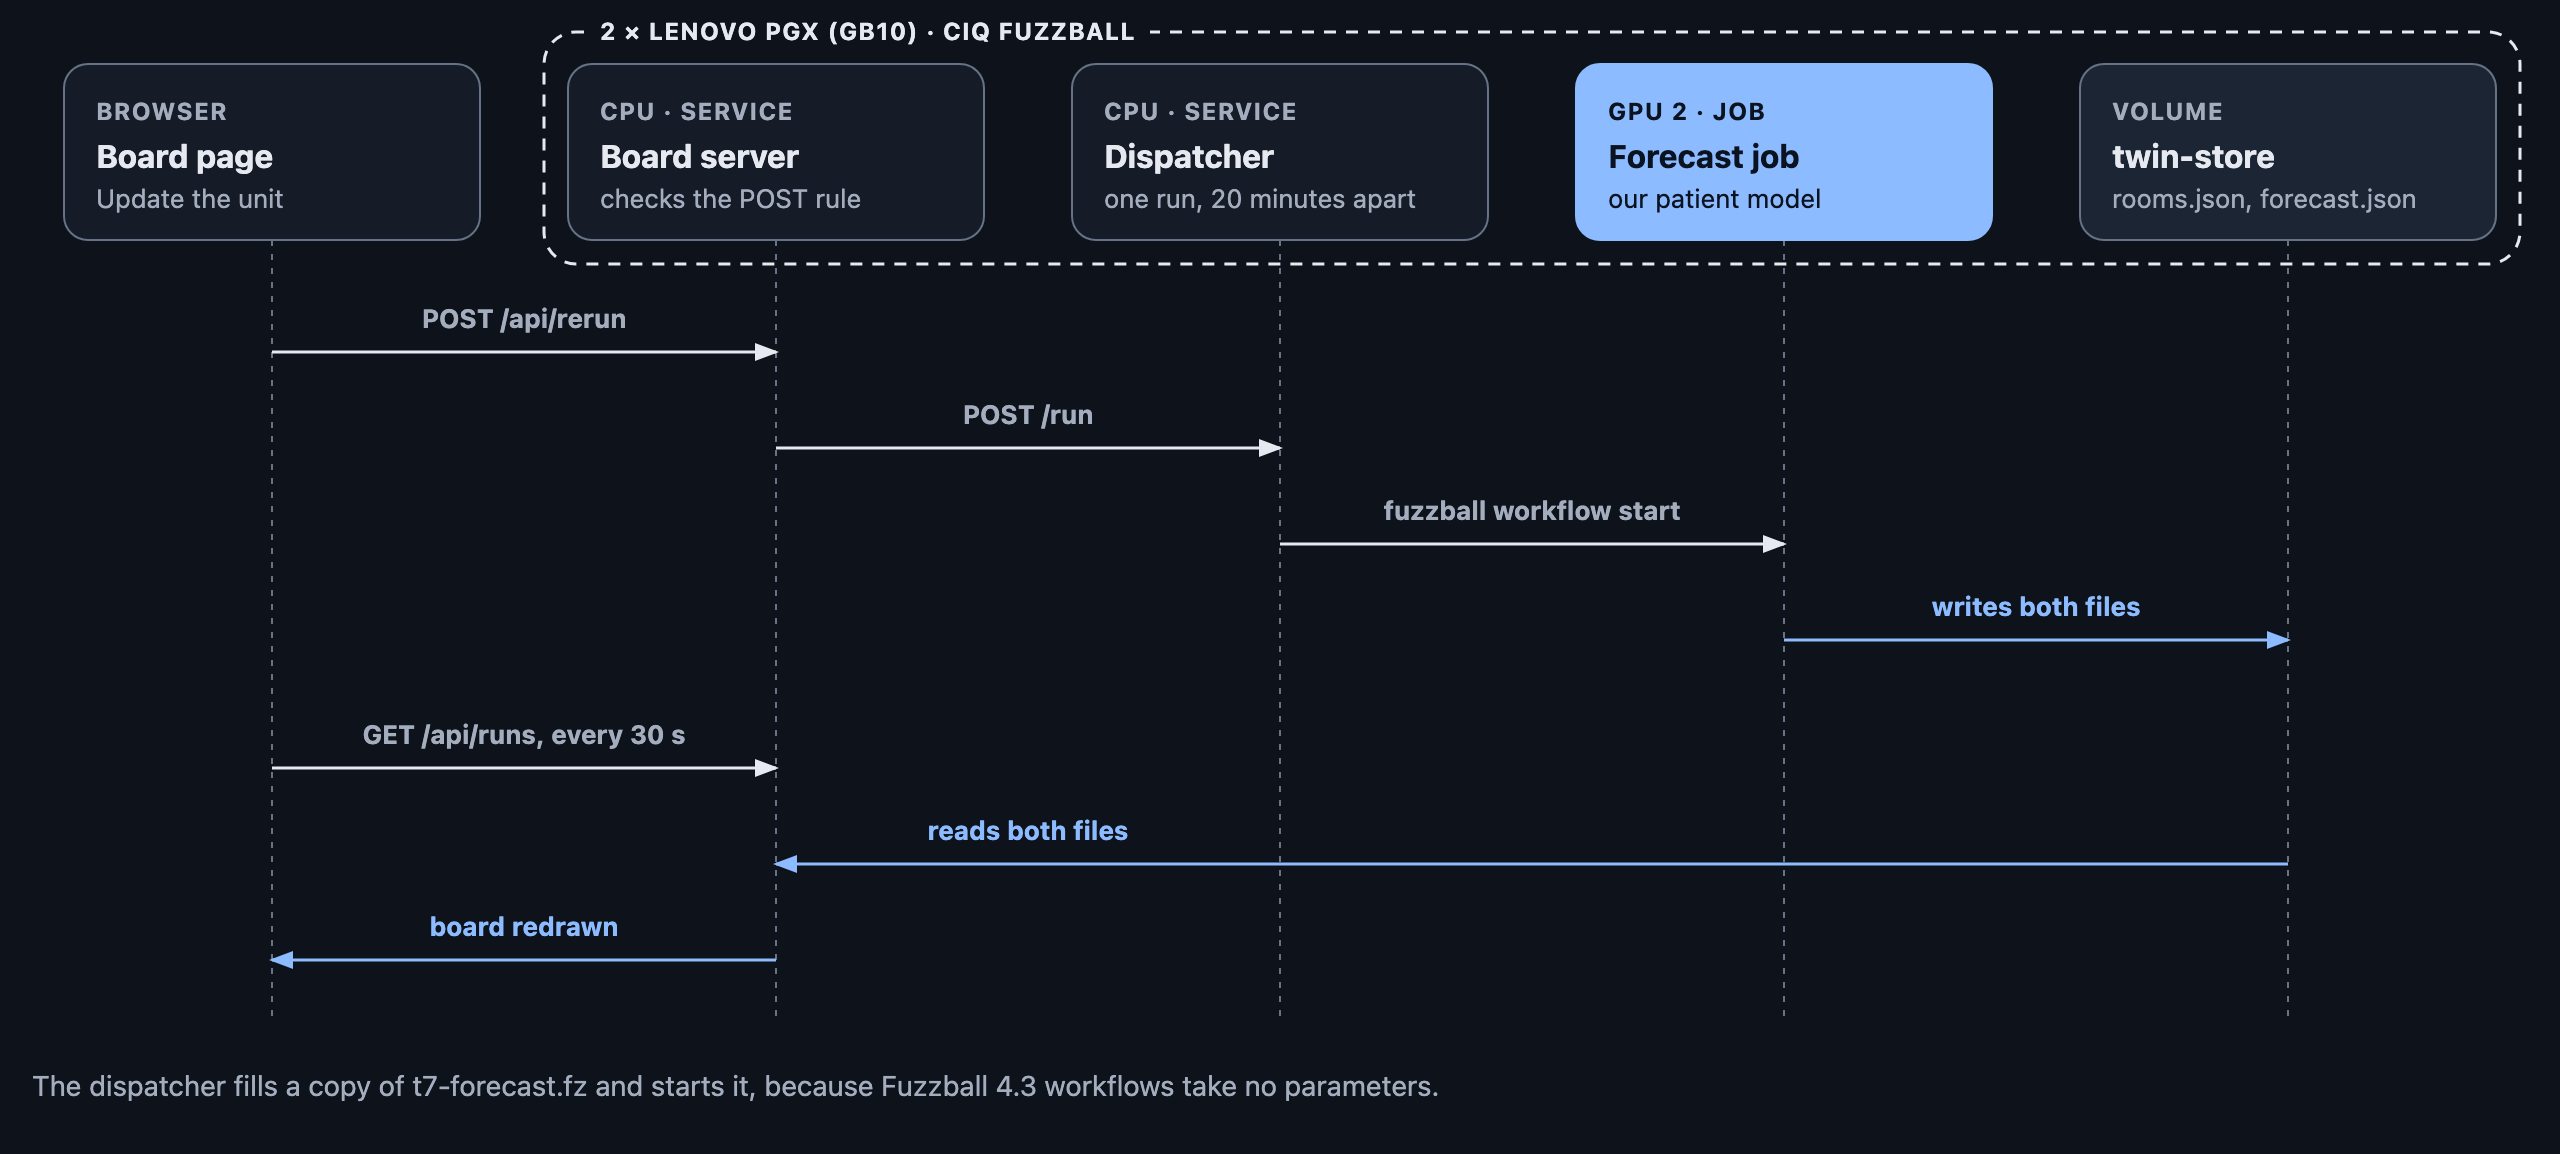 2 × LENOVO PGX (GB10) · CIQ FUZZBALL
BROWSER
Board page
Update the unit
CPU · SERVICE
Board server
checks the POST rule
CPU · SERVICE
Dispatcher
one run, 20 minutes apart
GPU 2 · JOB
Forecast job
our patient model
VOLUME
twin-store
rooms.json, forecast.json
POST /api/rerun
POST /run
fuzzball workflow start
writes both files
GET /api/runs, every 30 s
reads both files
board redrawn
The dispatcher fills a copy of t7-forecast.fz and starts it, because Fuzzball 4.3 workflows take no parameters.